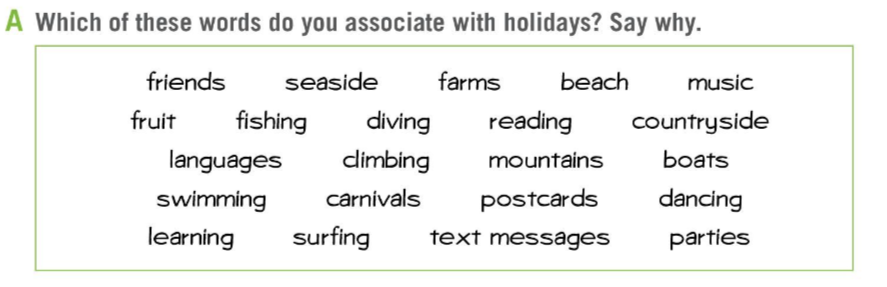 A Which of these words do you associate with holidays? Say why.
friends seaside farms beach music
fruit fishing diving reading countryside
languages climbing mountains boats
swimming carnivals postcards dancing
learning surfing text messages parties